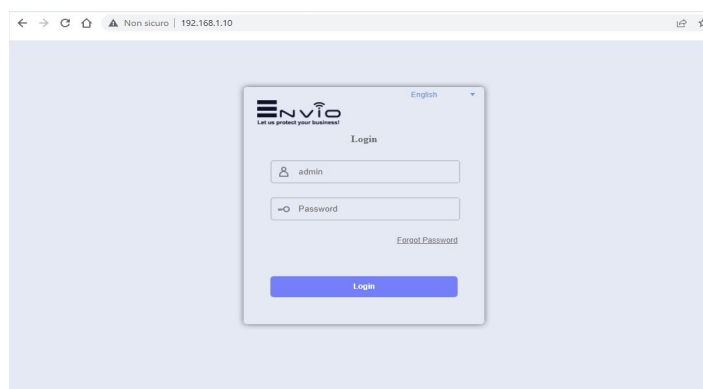 Non sicuro | 192.168.1.10
English
ENVIO
Let us protect your business!
Login
admin
Password
Forgot Password
Login